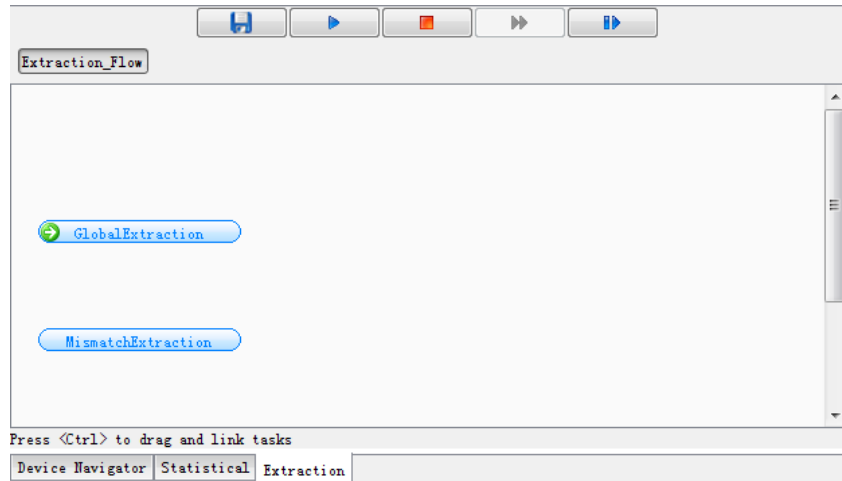 Extraction_Flow
GlobalExtraction
MismatchExtraction
Press <Ctrl> to drag and link tasks
Device Navigator Statistical Extraction